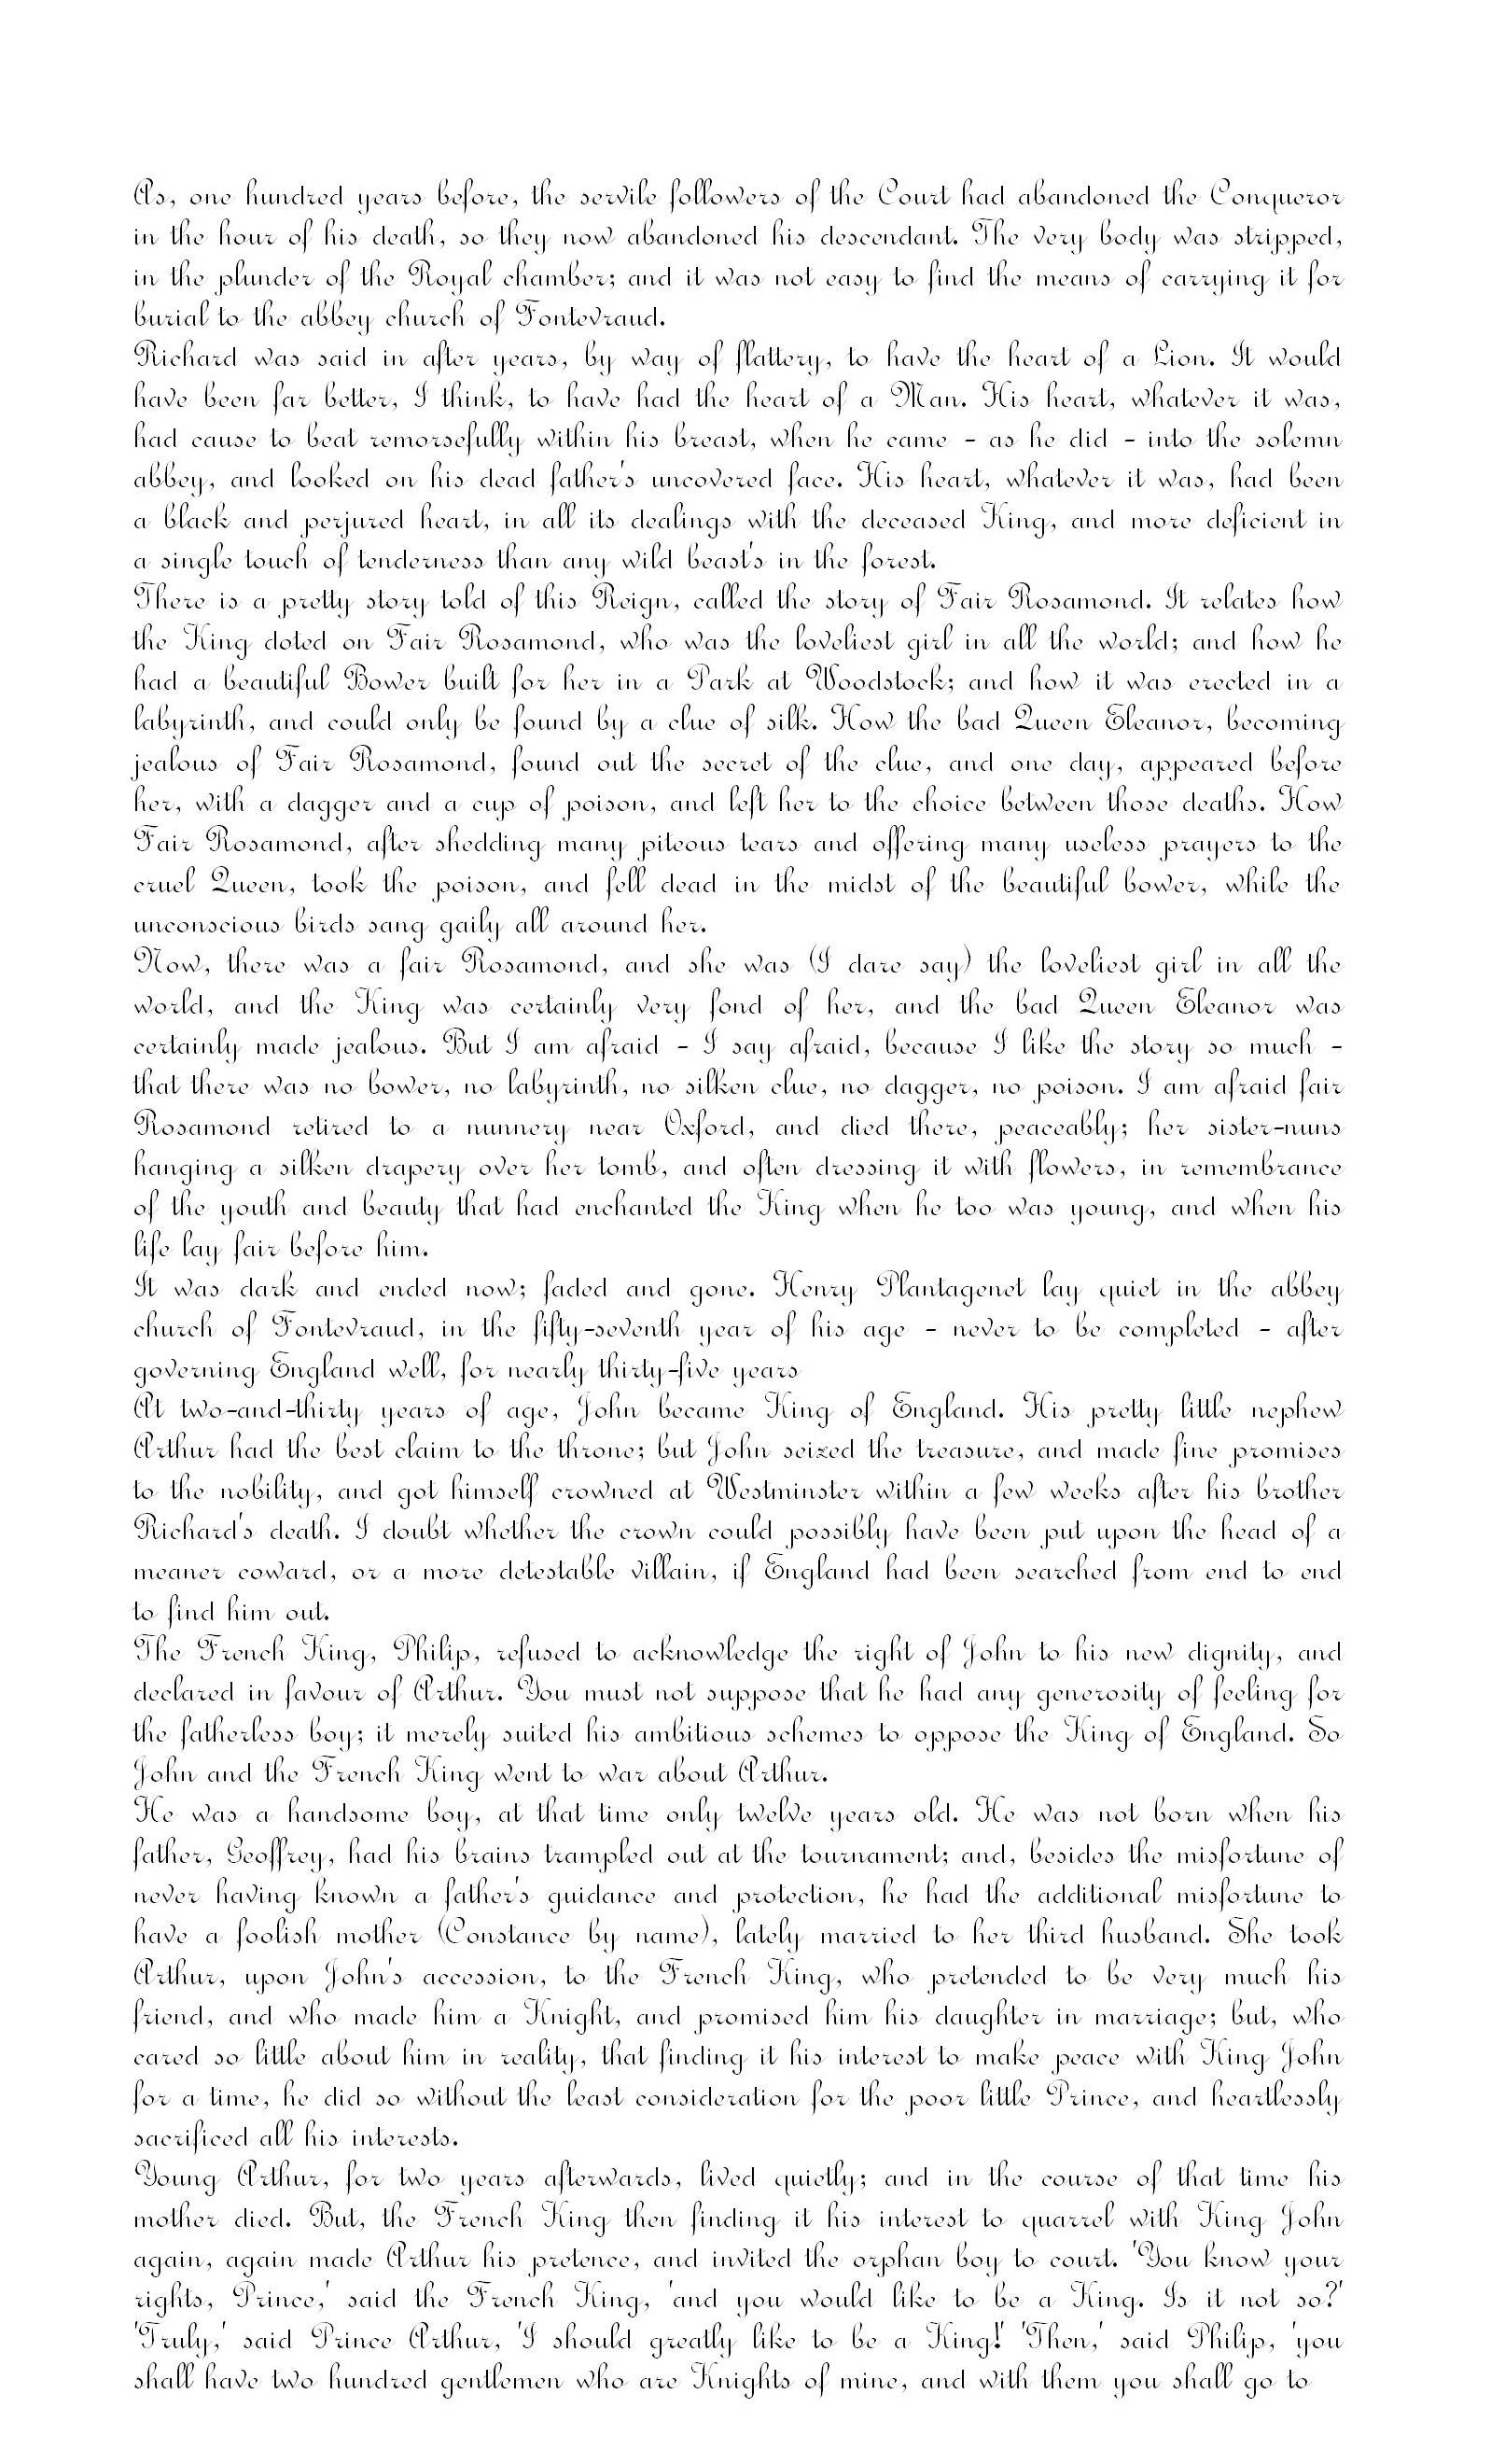 As, one hundred years before, the servile followers of the Court had abandoned the Conqueror
in the hour of his death, so they now abandoned his descendant. The very body was stripped,
in the plunder of the Royal chamber; and it was not easy to find the means of carrying it for
burial to the abbey church of Fontevraud.
Richard was said in after years, by way of flattery, to have the heart of a Lion. It would
have been far better, I think, to have had the heart of a Man. His heart, whatever it was,
had cause to beat remorsefully within his breast, when he came - as he did - into the solemn
abbey, and looked on his dead father's uncovered face. His heart, whatever it was, had been
a black and perjured heart, in all its dealings with the deceased King, and more deficient in
a single touch of tenderness than any wild beast's in the forest.
There is a pretty story told of this Reign, called the story of Fair Rosamond. It relates how
the King doted on Fair Rosamond, who was the loveliest girl in all the world; and how he
had a beautiful Bower built for her in a Park at Woodstock; and how it was erected in a
labyrinth, and could only be found by a clue of silk. How the bad Queen Eleanor, becoming
jealous of Fair Rosamond, found out the secret of the clue, and one day, appeared before
her, with a dagger and a cup of poison, and left her to the choice between those deaths. How
Fair Rosamond, after shedding many piteous tears and offering many useless prayers to the
cruel Queen, took the poison, and fell dead in the midst of the beautiful bower, while the
unconscious birds sang gaily all around her.
Now, there was a fair Rosamond, and she was (I dare say) the loveliest girl in all the
world, and the King was certainly very fond of her, and the bad Queen Eleanor was
certainly made jealous. But I am afraid - I say afraid, because I like the story so much -
that there was no bower, no labyrinth, no silken clue, no dagger, no poison. I am afraid fair
Rosamond retired to a nunnery near Oxford, and died there, peaceably; her sister-nuns
hanging a silken drapery over her tomb, and often dressing it with flowers, in remembrance
of the youth and beauty that had enchanted the King when he too was young, and when his
life lay fair before him.
It was dark and ended now; faded and gone. Henry Plantagenet lay quiet in the abbey
church of Fontevraud, in the fifty-seventh year of his age - never to be completed - after
governing England well, for nearly thirty-five years
At two-and-thirty years of age, John became King of England. His pretty little nephew
Arthur had the best claim to the throne; but John seized the treasure, and made fine promises
to the nobility, and got himself crowned at Westminster within a few weeks after his brother
Richard's death. I doubt whether the crown could possibly have been put upon the head of a
meaner coward, or a more detestable villain, if England had been searched from end to end
to find him out.
The French King, Philip, refused to acknowledge the right of John to his new dignity, and
declared in favour of Arthur. You must not suppose that he had any generosity of feeling for
the fatherless boy; it merely suited his ambitious schemes to oppose the King of England. So
John and the French King went to war about Arthur.
He was a handsome boy, at that time only twelve years old. He was not born when his
father, Geoffrey, had his brains trampled out at the tournament; and, besides the misfortune of
never having known a father's guidance and protection, he had the additional misfortune to
have a foolish mother (Constance by name), lately married to her third husband. She took
Arthur, upon John's accession, to the French King, who pretended to be very much his
friend, and who made him a Knight, and promised him his daughter in marriage; but, who
cared so little about him in reality, that finding it his interest to make peace with King John
for a time, he did so without the least consideration for the poor little Prince, and heartlessly
sacrificed all his interests.
Young Arthur, for two years afterwards, lived quietly; and in the course of that time his
mother died. But, the French King then finding it his interest to quarrel with King John
again, again made Arthur his pretence, and invited the orphan boy to court. 'You know your
rights, Prince,' said the French King, 'and you would like to be a King. Is it not so?'
'Truly,' said Prince Arthur, 'I should greatly like to be a King!' 'Then,' said Philip, 'you
shall have two hundred gentlemen who are Knights of mine, and with them you shall go to